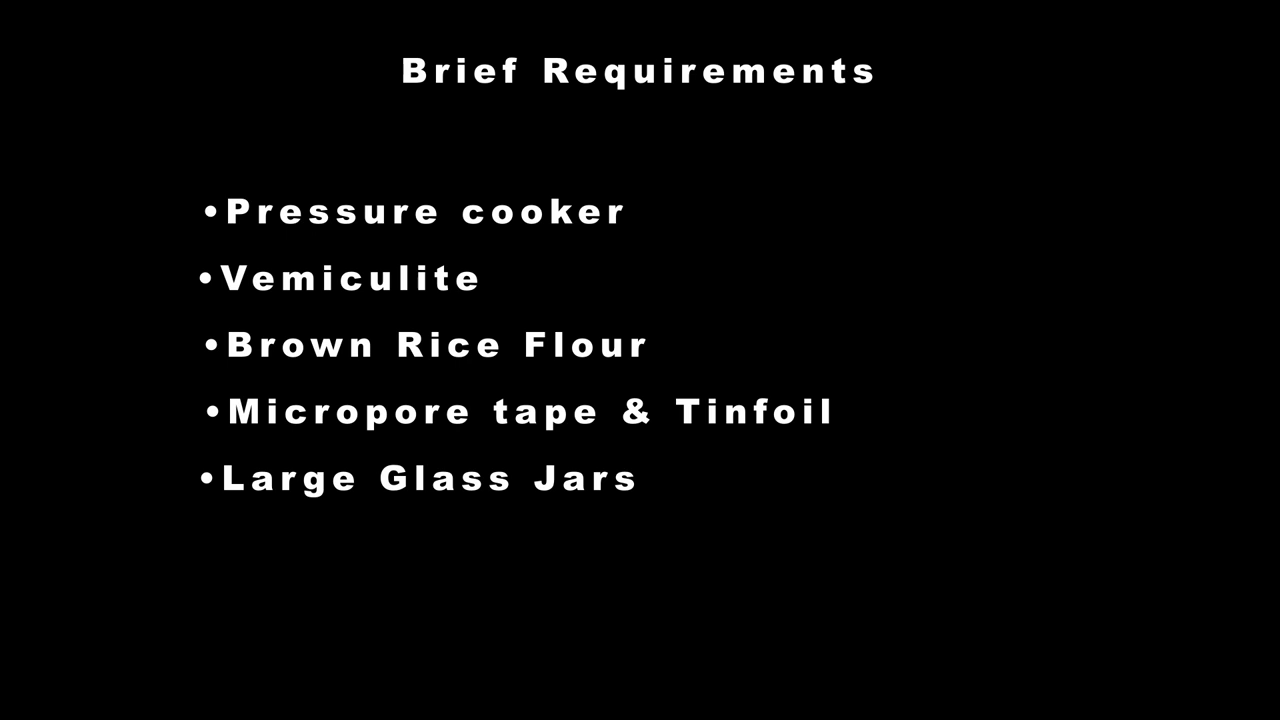 Brief Requirements
•Pressure cooker
•Vemiculite
•Brown Rice Flour
•Micropore tape & Tinfoil
•Large Glass Jars